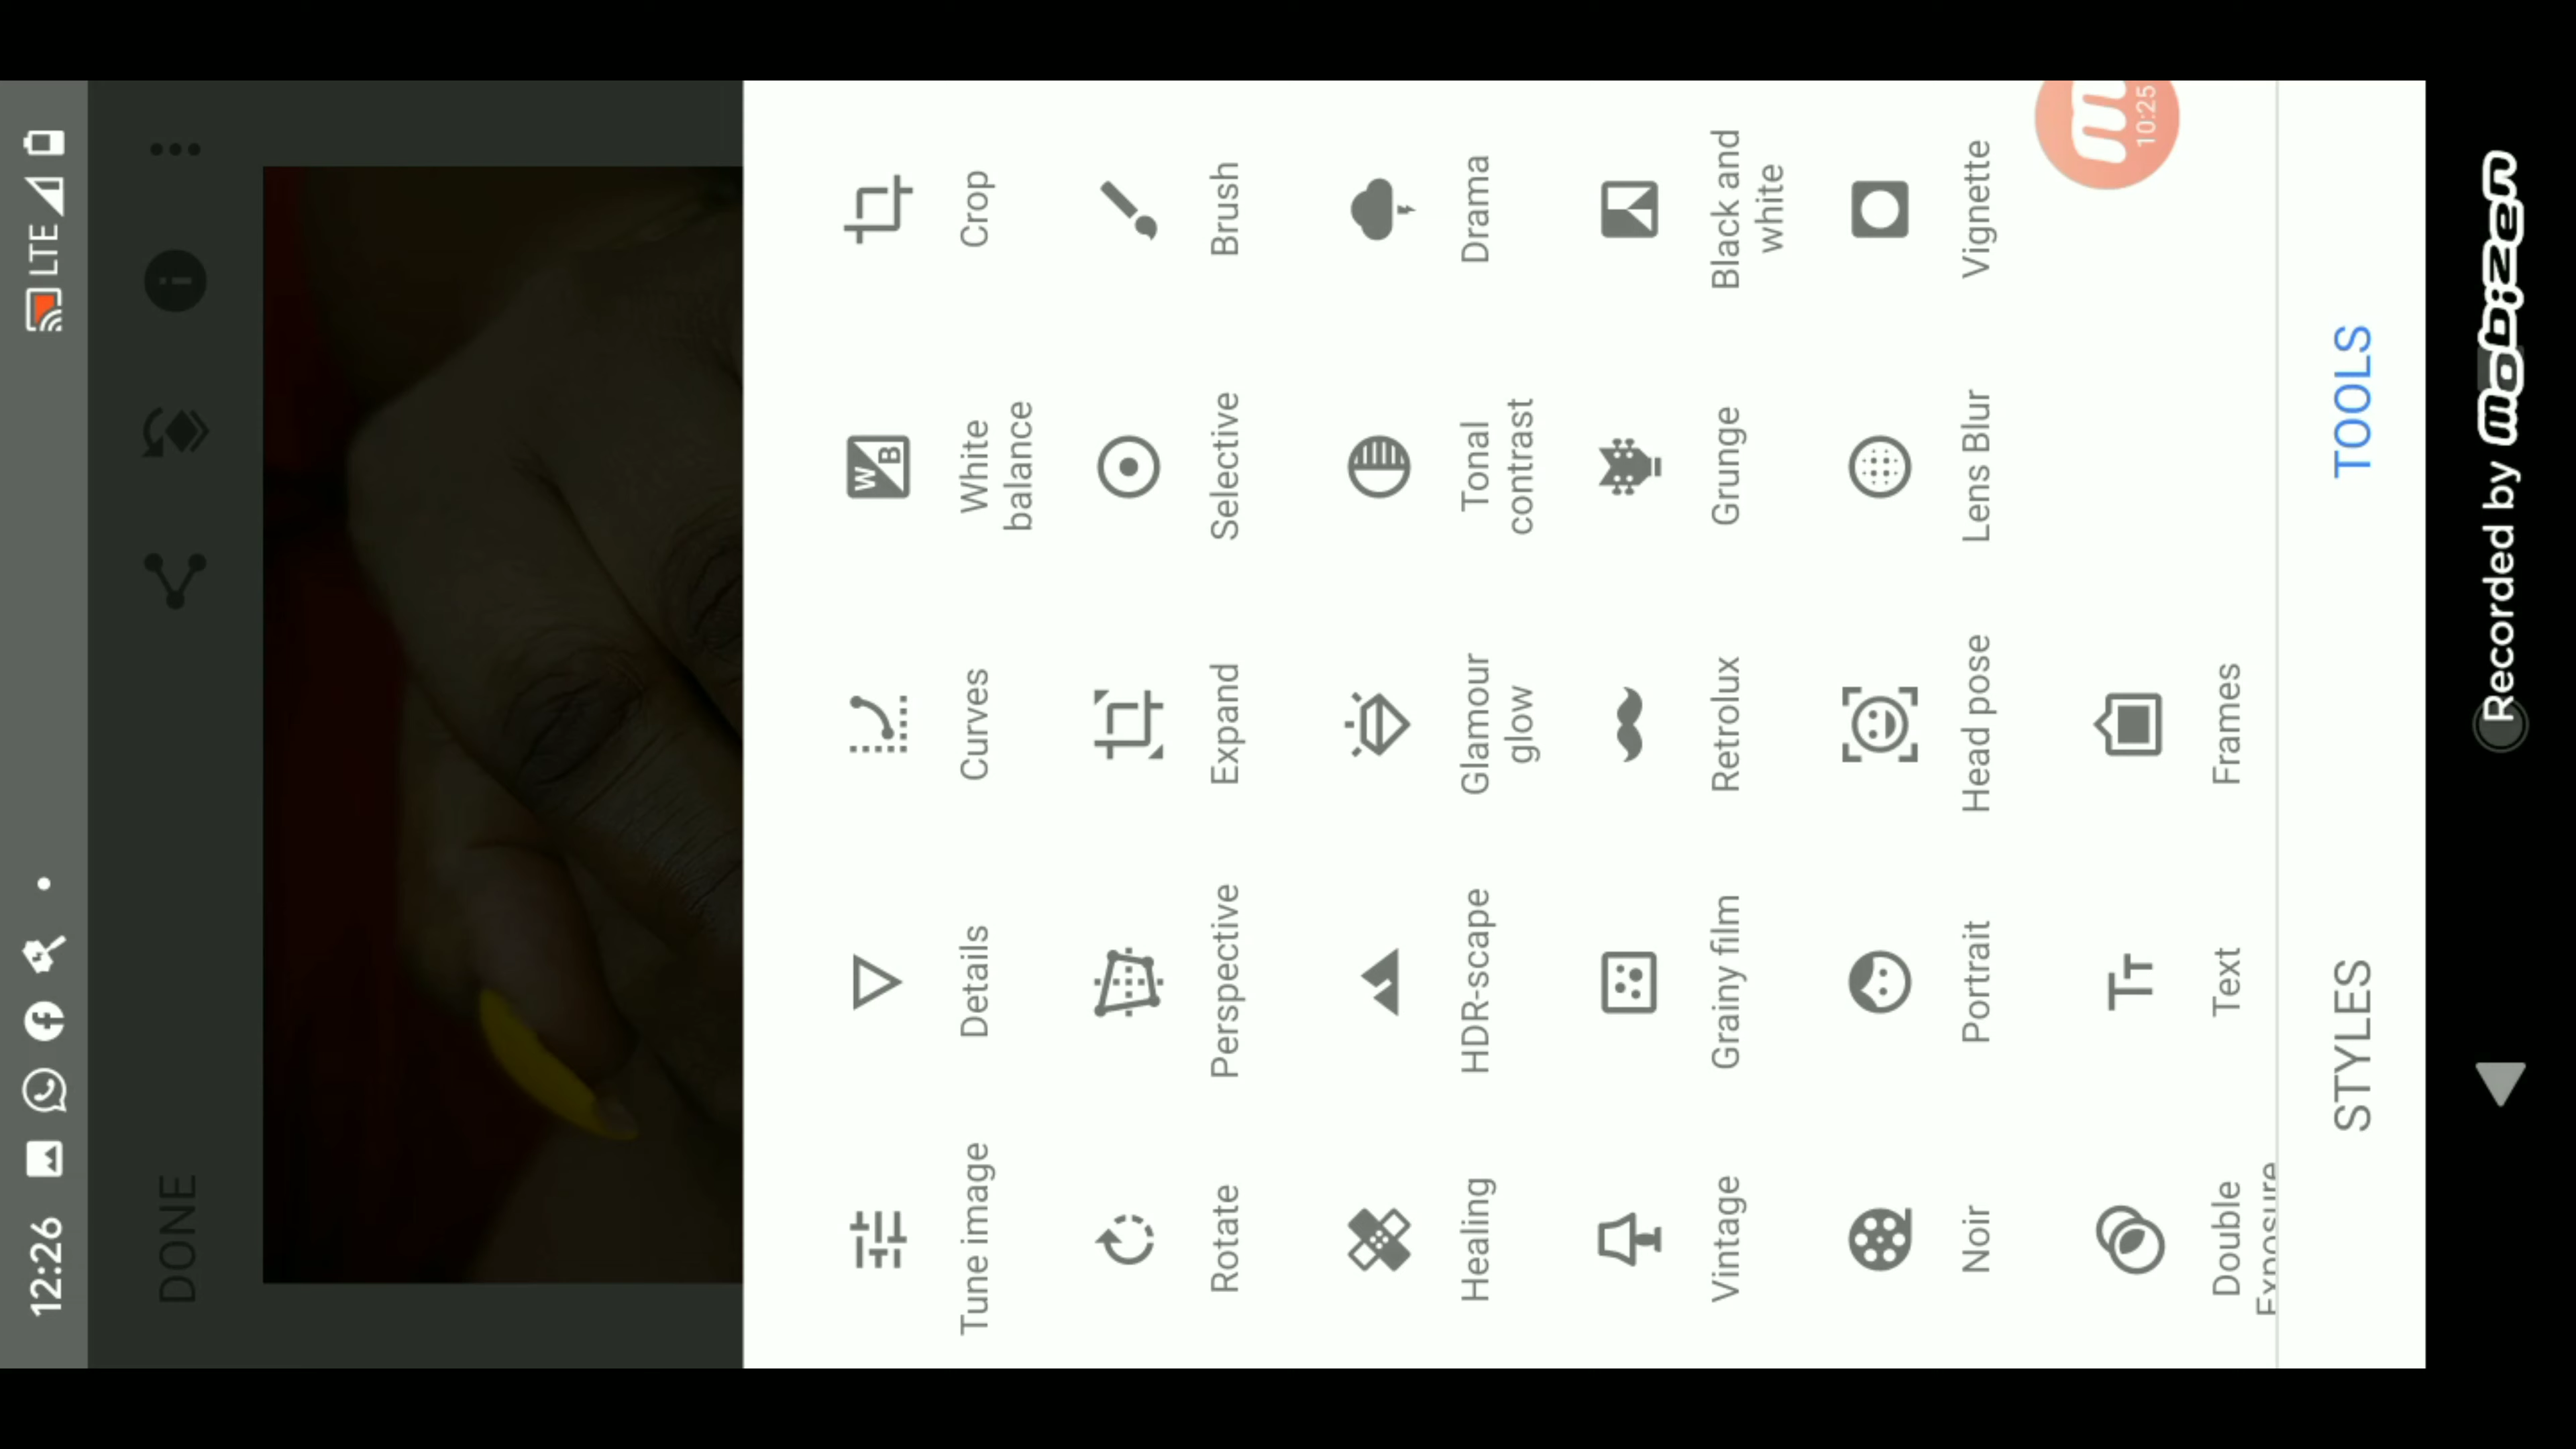 12:26
LTE
DONE
Tune image
Details
Curves
White
balance
Crop
Rotate
Perspective
Expand
Selective
Brush
Healing
HDR-scape
Glamour
glow
Tonal
contrast
Drama
Vintage
Grainy film
Retrolux
Grunge
Black and
white
Noir
Portrait
Head pose
Lens Blur
Vignette
Double
Exposure
Text
Frames
10:25
STYLES
TOOLS
Recorded by mobizen